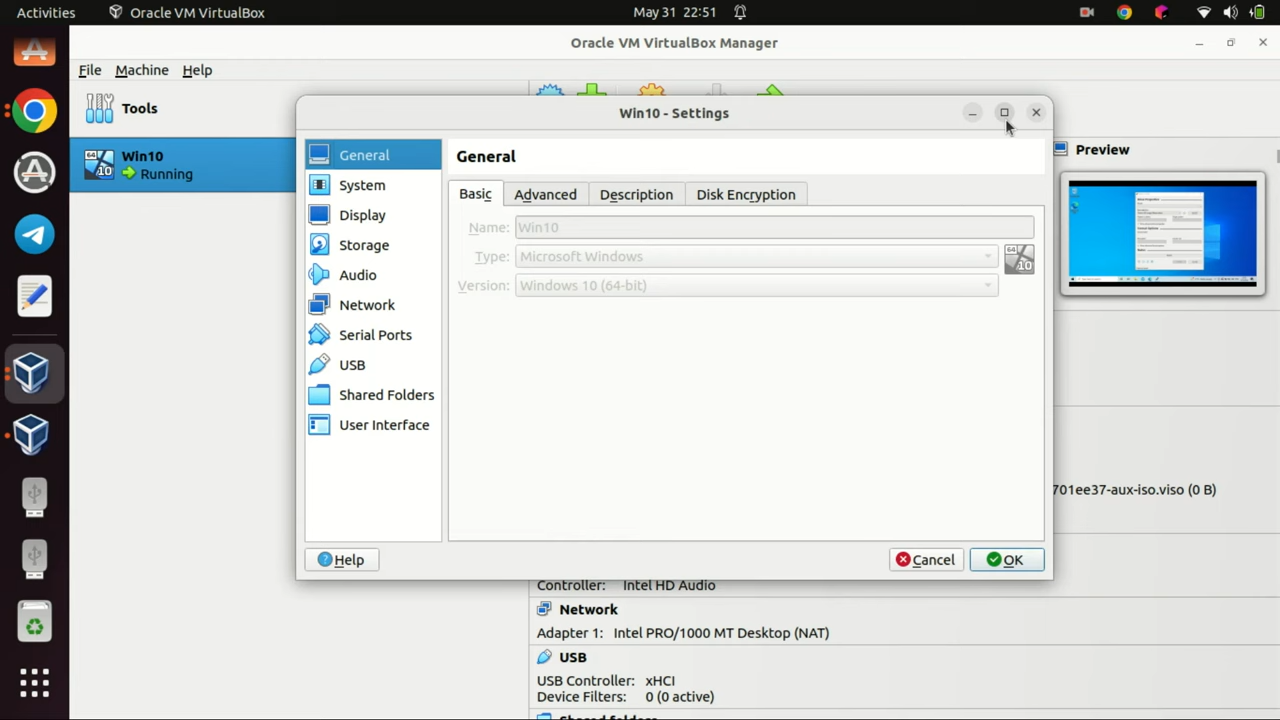 Activities
Oracle VM VirtualBox
May 31 22:51
Oracle VM VirtualBox Manager
File Machine Help
Tools
Win10
Running
Win10 - Settings
General
System
Display
Storage
Audio
Network
Serial Ports
USB
Shared Folders
User Interface
General
Basic Advanced Description Disk Encryption
Name: Win10
Type: Microsoft Windows
Version: Windows 10 (64-bit)
64
10
Help
Cancel
OK
Preview
701ee37-aux-iso.viso (0 B)
Controller: Intel HD Audio
Network
Adapter 1: Intel PRO/1000 MT Desktop (NAT)
USB
USB Controller: xHCI
Device Filters: 0 (0 active)
Shared folders